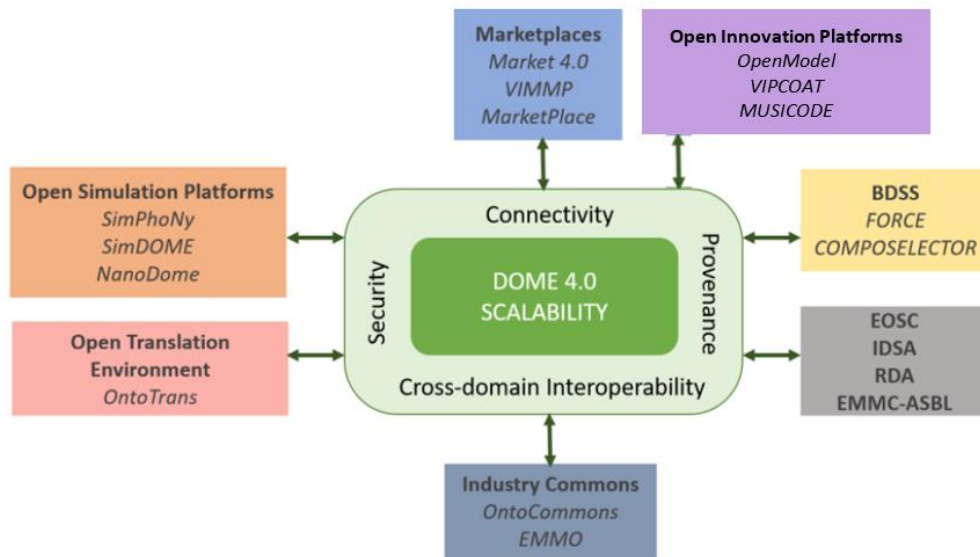 Marketplaces
Market 4.0
VIMMP
MarketPlace
Open Innovation Platforms
OpenModel
VIPCOAT
MUSICODE
Open Simulation Platforms
SimPhoNy
SimDOME
NanoDome
Connectivity
Security
DOME 4.0
SCALABILITY
Provenance
Cross-domain Interoperability
BDSS
FORCE
COMPOSELECTOR
Open Translation
Environment
OntoTrans
EOSC
IDSA
RDA
EMMC-ASBL
Industry Commons
OntoCommons
EMMO